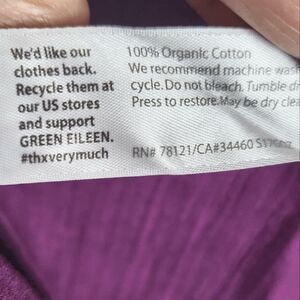 We'd like our
clothes back.
Recycle them at
our US stores
and support
GREEN EILEEN.
#thxverymuch
100% Organic Cotton
We recommend machine wash
cycle. Do not bleach. Tumble dr
Press to restore. May be dry clea
RN# 78121/CA#34460